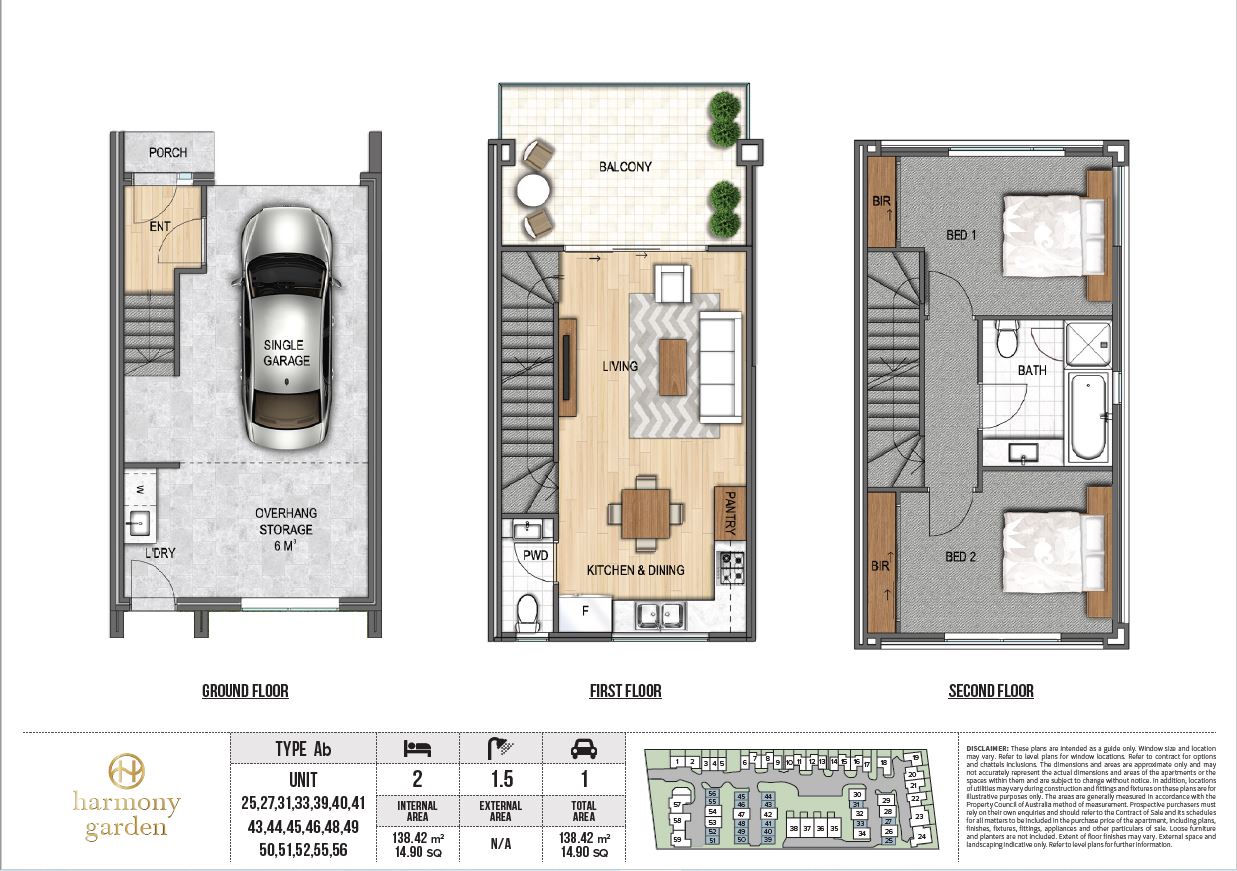 PORCH
ENT
SINGLE
GARAGE
W
L'DRY
OVERHANG
STORAGE
6 M³
GROUND FLOOR
BALCONY
LIVING
PANTRY
PWD
KITCHEN & DINING
F
FIRST FLOOR
BIR
BED 1
BATH
BED 2
BIR
SECOND FLOOR
harmony
garden
TYPE Ab
UNIT
25,27,31,33,39,40,41
43,44,45,46,48,49
50,51,52,55,56
2
1.5
1
INTERNAL
AREA
EXTERNAL
AREA
TOTAL
AREA
138.42 m²
14.90 SQ
N/A
138.42 m²
14.90 SQ
1 2 3 4 5 6 7 8 9 10 11 12 13 14 15 16 17 18 19
20
21
22
23
24
57
58
59
56
55
54
53
52
51
45
46
47
48
49
50
44
43
42
41
40
39
38 37 36 35
30
31
32
33
34
29
28
27
26
25
DISCLAIMER: These plans are intended as a guide only. Window size and location
may vary. Refer to level plans for window locations. Refer to contract for options
and chattels inclusions. The dimensions and areas are approximate only and may
not accurately represent the actual dimensions and areas of the apartments or the
spaces within them and are subject to change without notice. In addition, locations
of utilities may vary during construction and fittings and fixtures on these plans are for
illustrative purposes only. The areas are generally measured in accordance with the
Property Council of Australia method of measurement. Prospective purchasers must
rely on their own enquiries and should refer to the Contract of Sale and its schedules
for all matters to be included in the purchase price of the apartment, including plans,
finishes, fixtures, fittings, appliances and other particulars of sale. Loose furniture
and planters are not included. Extent of floor finishes may vary. External space and
landscaping indicative only. Refer to level plans for further information.